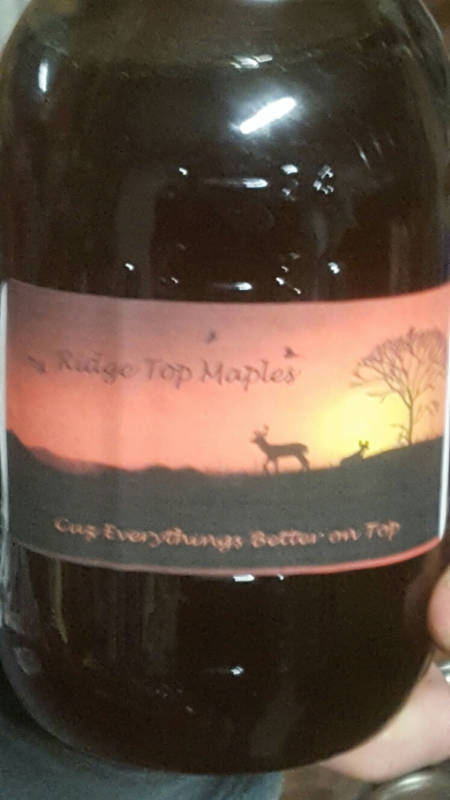 Ridge Top Maples
Cuz Everythings Better on Top